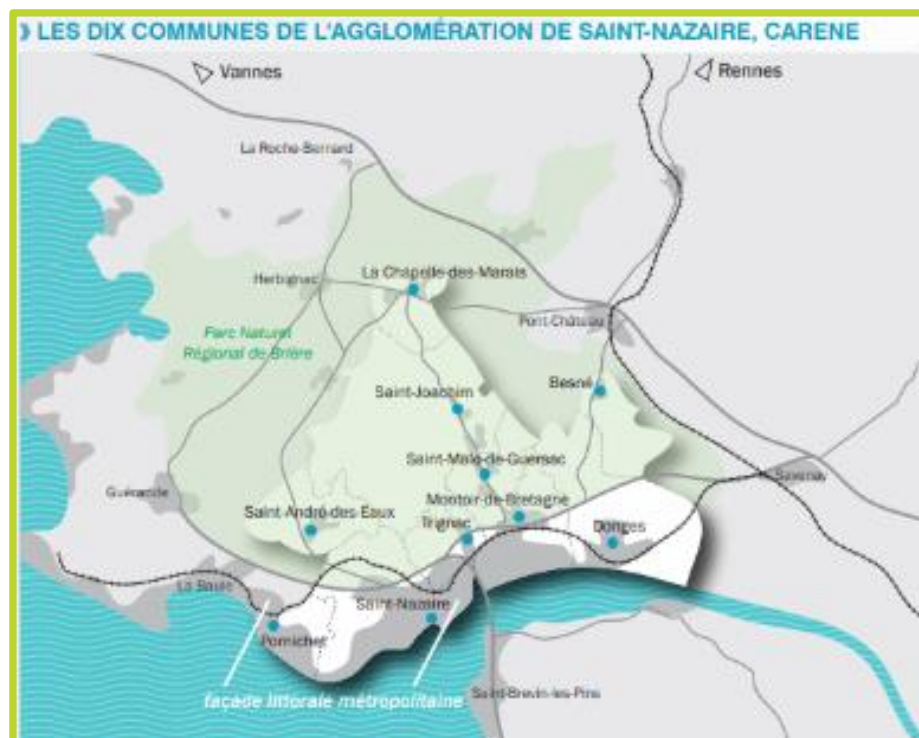 LES DIX COMMUNES DE L'AGGLOMÉRATION DE SAINT-NAZAIRE, CARENE
Vannes
Rennes
La Roche-Bernard
Herbignac
La Chapelle-des-Marais
Pont-Château
Parc Naturel
Régional de Brière
Besné
Saint-Joachim
Saint-Malo-de-Guersac
Savenay
Guérande
Montoir-de-Bretagne
Saint André-des-Eaux
Trignac
Donges
La Baule
Saint-Nazaire
Pornichet
façade littorale métropolitaine
Saint-Brevin-les-Pins